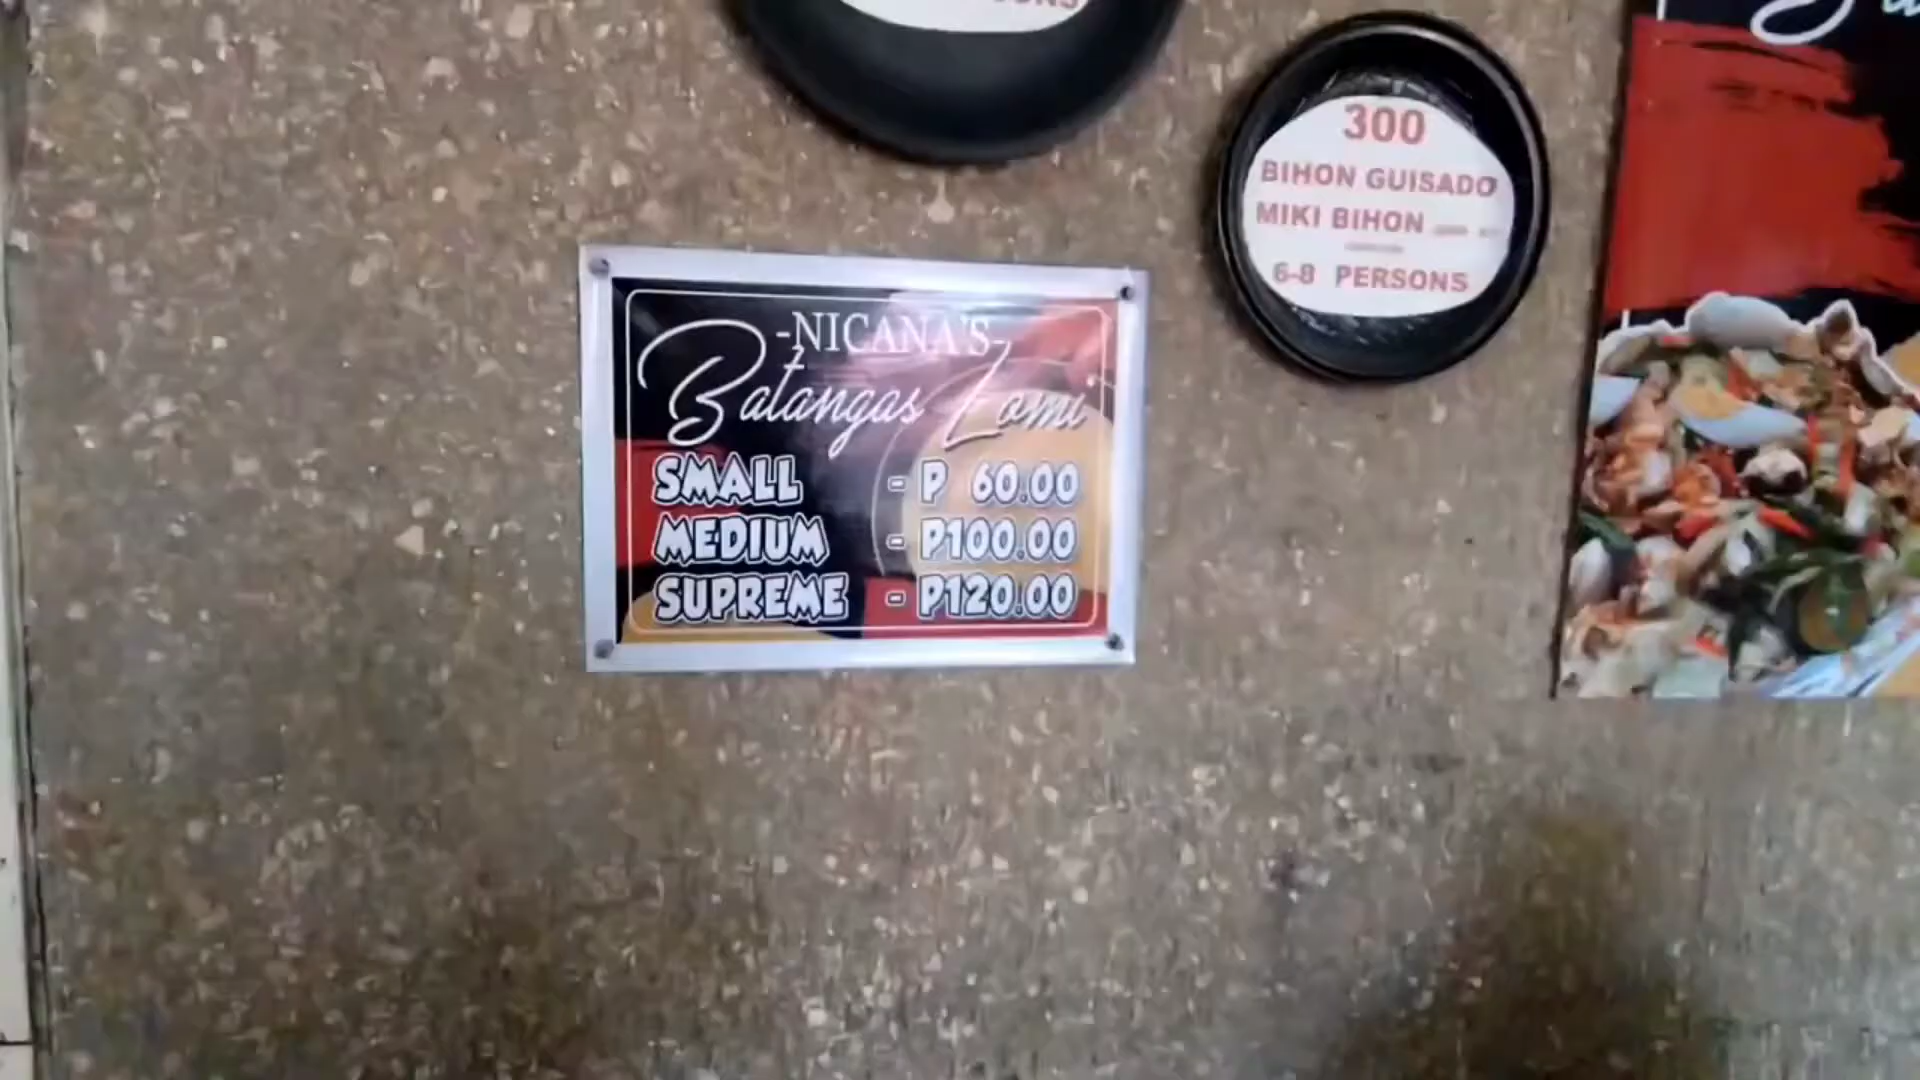 300
BIHON GUISADO
MIKI BIHON
6-8 PERSONS
-NICANA'S-
Batangas Lomi
SMALL - P 60.00
MEDIUM - P100.00
SUPREME - P120.00